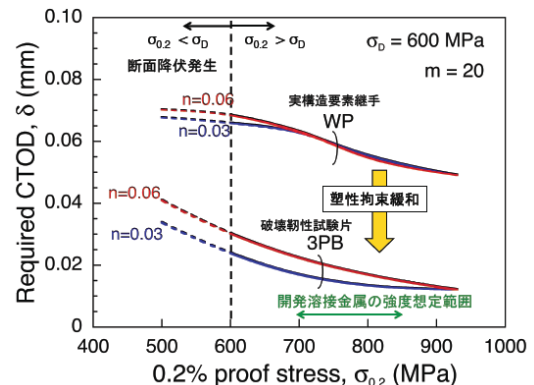 σ0.2 < σD
σ0.2 > σD
σD = 600 MPa
m = 20
断面降伏発生
n=0.06
n=0.03
実構造要素継手
WP
塑性拘束緩和
n=0.06
n=0.03
破壊靭性試験片
3PB
開発溶接金属の強度想定範囲
Required CTOD, δ (mm)
0.10
0.08
0.06
0.04
0.02
0
400
500
600
700
800
900
1000
0.2% proof stress, σ0.2 (MPa)